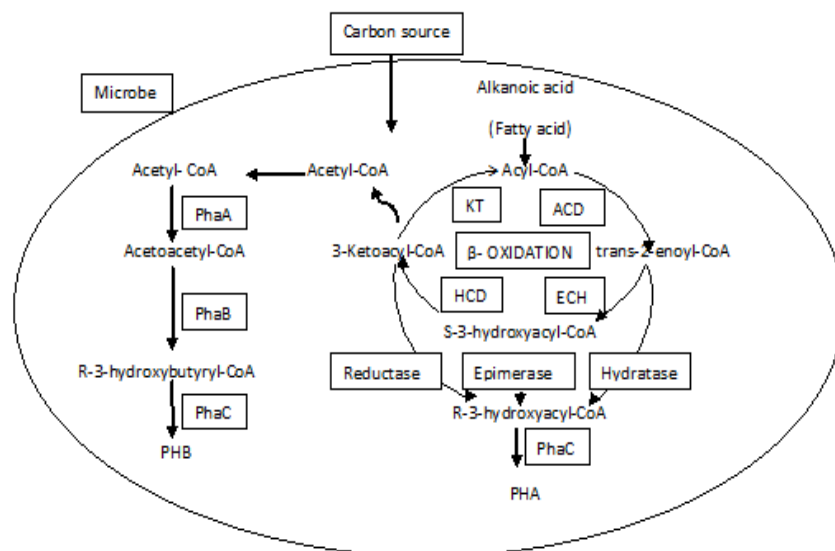 Carbon source
Microbe
Alkanoic acid
(Fatty acid)
Acetyl- CoA
Acetyl-CoA
Acyl-CoA
PhaA
KT
ACD
Acetoacetyl-CoA
3-Ketoacyl-CoA
β- OXIDATION
trans-2-enoyl-CoA
PhaB
HCD
ECH
S-3-hydroxyacyl-CoA
R-3-hydroxybutyryl-CoA
Reductase
Epimerase
Hydratase
PhaC
R-3-hydroxyacyl-CoA
PHB
PhaC
PHA